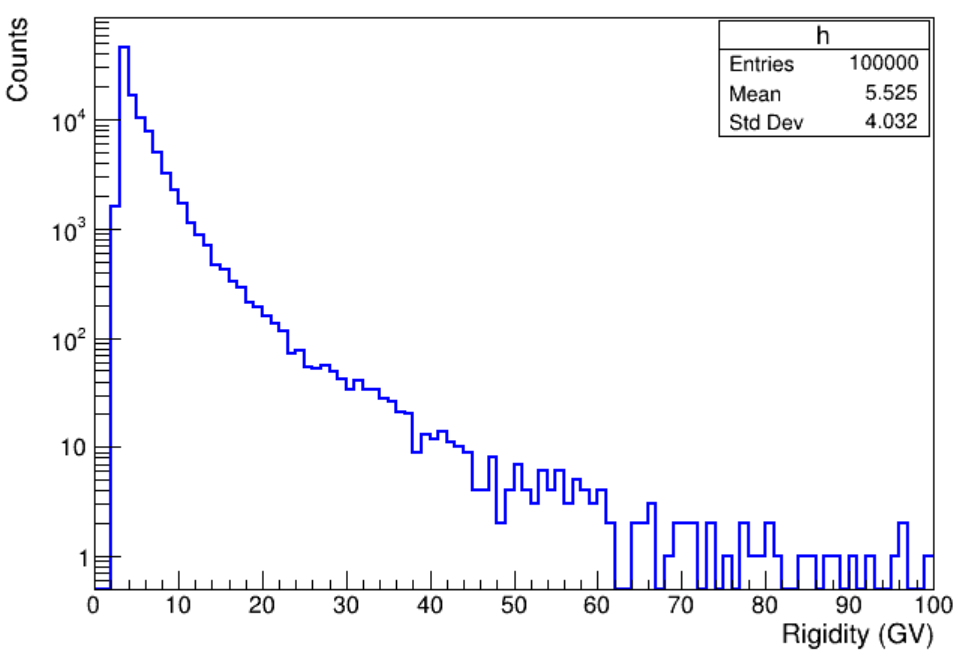 Counts
h
Entries 100000
Mean 5.525
Std Dev 4.032
10⁴
10³
10²
10
1
0 10 20 30 40 50 60 70 80 90 100
Rigidity (GV)